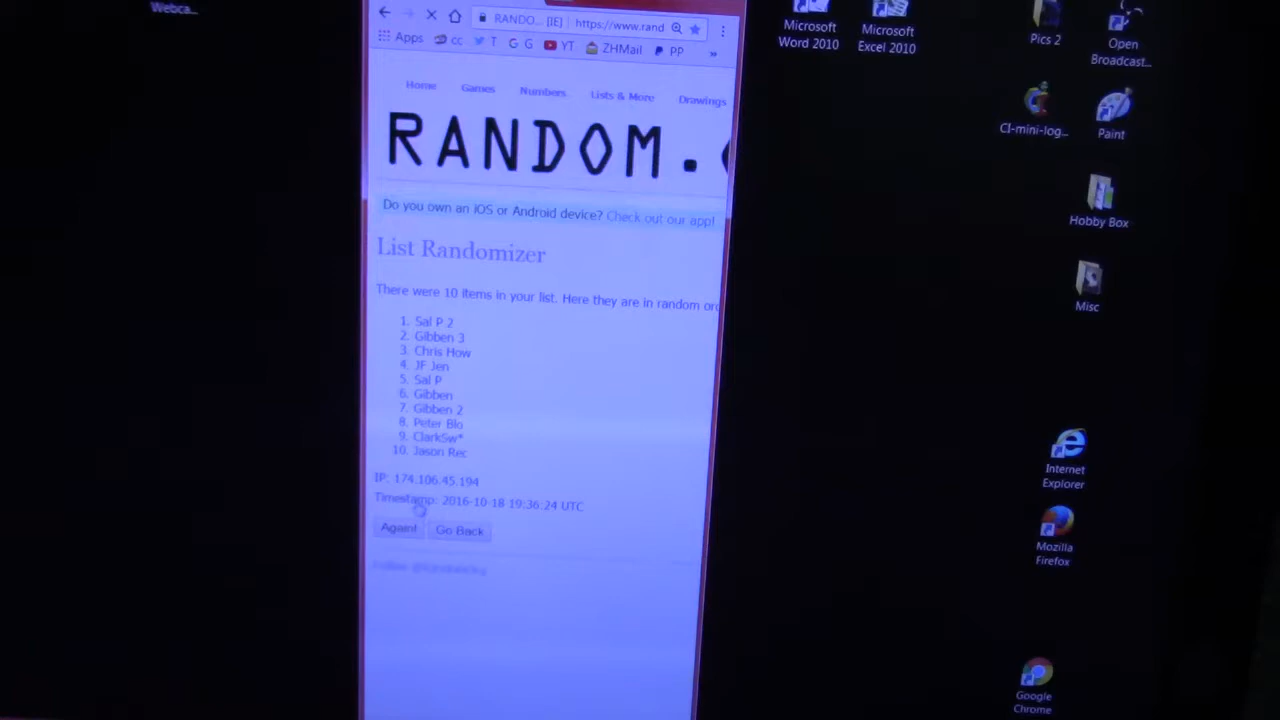 Webca...
RANDO... [IE] https://www.rand
Apps cc T G G YT ZHMail PP »
Home Games Numbers Lists & More Drawings
RANDOM.
Do you own an iOS or Android device? Check out our app!
List Randomizer
There were 10 items in your list. Here they are in random ord
1. Sal P 2
2. Gibben 3
3. Chris How
4. JF Jen
5. Sal P
6. Gibben
7. Gibben 2
8. Peter Blo
9. ClarkSw*
10. Jason Rec
IP: 174.106.45.194
Timestamp: 2016-10-18 19:36:24 UTC
Again! Go Back
Microsoft
Word 2010
Microsoft
Excel 2010
Pics 2
Open
Broadcast...
CI-mini-log...
Paint
Hobby Box
Misc
Internet
Explorer
Mozilla
Firefox
Google
Chrome